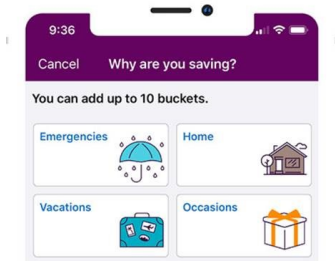 9:36
Cancel Why are you saving?
You can add up to 10 buckets.
Emergencies Home
Vacations Occasions